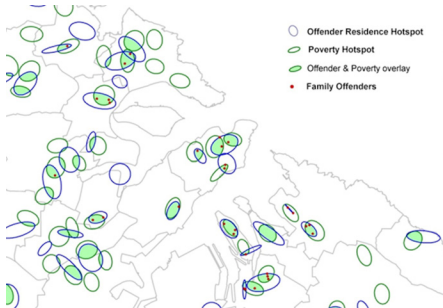 Offender Residence Hotspot
Poverty Hotspot
Offender & Poverty overlay
Family Offenders